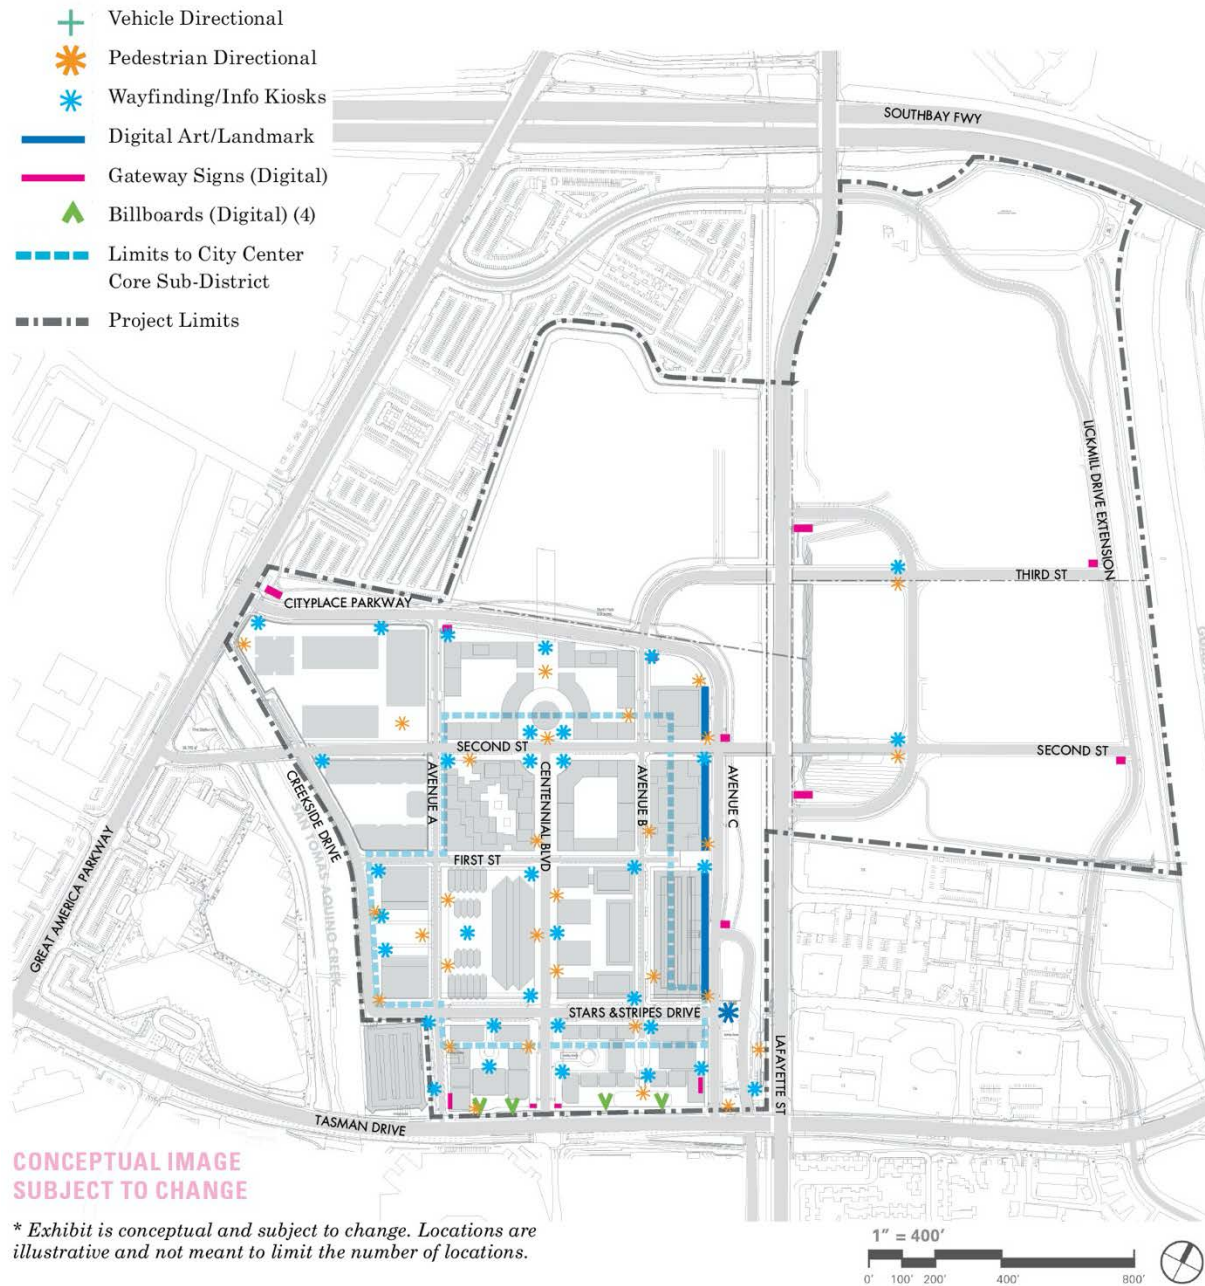 Vehicle Directional
Pedestrian Directional
Wayfinding/Info Kiosks
Digital Art/Landmark
Gateway Signs (Digital)
Billboards (Digital) (4)
Limits to City Center
Core Sub-District
Project Limits
SOUTHBAY FWY
LICKMILL DRIVE EXTENSION
THIRD ST
CITYPLACE PARKWAY
SECOND ST
SECOND ST
AVENUE A
CENTENNIAL BLVD
AVENUE B
AVENUE C
CREEKSIDE DRIVE
SAN TOMAS AQUINO CREEK
FIRST ST
GREAT AMERICA PARKWAY
STARS &STRIPES DRIVE
LAFAYETTE ST
TASMAN DRIVE
CONCEPTUAL IMAGE
SUBJECT TO CHANGE
* Exhibit is conceptual and subject to change. Locations are
illustrative and not meant to limit the number of locations.
1" = 400'
0' 100' 200' 400' 800'